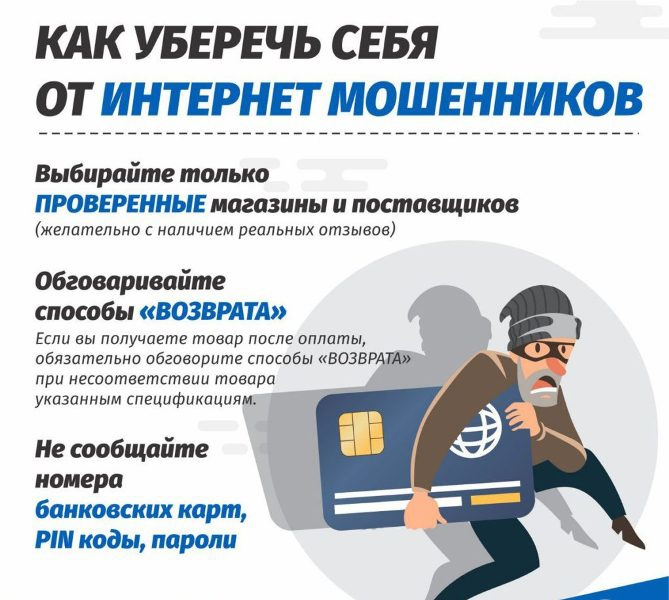 КАК УБЕРЕЧЬ СЕБЯ
ОТ ИНТЕРНЕТ МОШЕННИКОВ
Выбирайте только
ПРОВЕРЕННЫЕ магазины и поставщиков
(желательно с наличием реальных отзывов)
Обговаривайте
способы «ВОЗВРАТА»
Если вы получаете товар после оплаты,
обязательно обговорите способы «ВОЗВРАТА»
при несоответствии товара
указанным спецификациям.
Не сообщайте
номера
банковских карт,
PIN коды, пароли